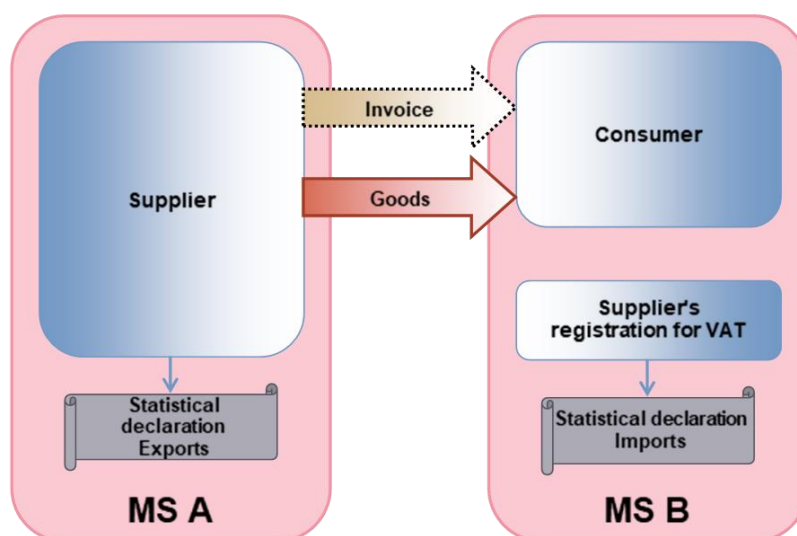 Supplier
Invoice
Goods
Consumer
Supplier's
registration for VAT
Statistical
declaration
Exports
Statistical declaration
Imports
MS A
MS B